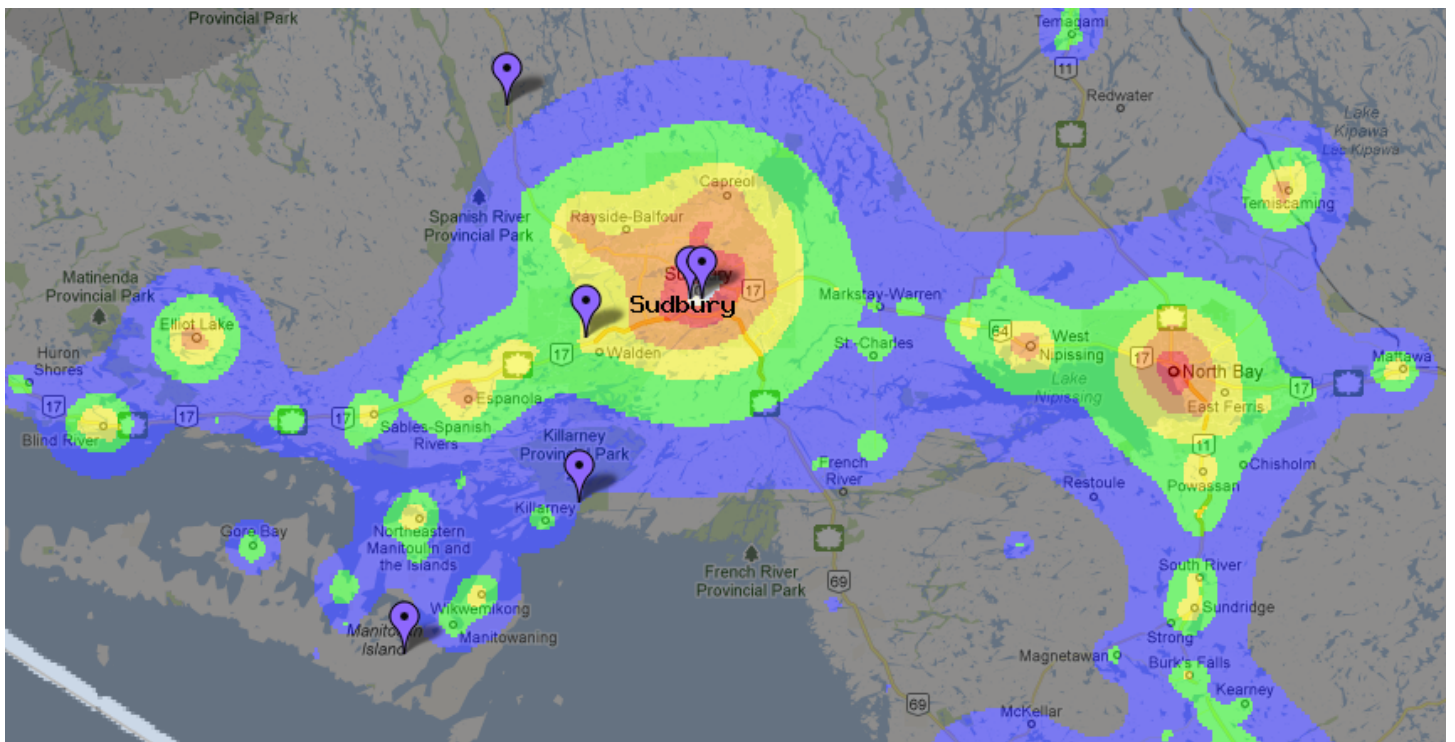 Provincial Park
Temagami
11
Redwater
Lake
Kipawa
Lac Kipawa
Capreol
Temiscaming
Rayside-Balfour
Spanish River
Provincial Park
Matinenda
Provincial Park
17
Markstay-Warren
Sudbury
Elliot Lake
64
West
Nipissing
St.-Charles
Walden
17
17
Huron
Shores
Mattawa
North Bay
Lake
Nipissing
17
East Ferris
Espanola
17
17
17
Sables-Spanish
Rivers
Blind River
Killarney
Provincial Park
11
French
River
Chisholm
Restoule
Powassan
Killarney
Gore Bay
Northeastern
Manitoulin and
the Islands
French River
Provincial Park
69
South River
Wikwemikong
Sundridge
Manitowaning
Island
Strong
Magnetawan
Burk's Falls
Kearney
69
McKellar